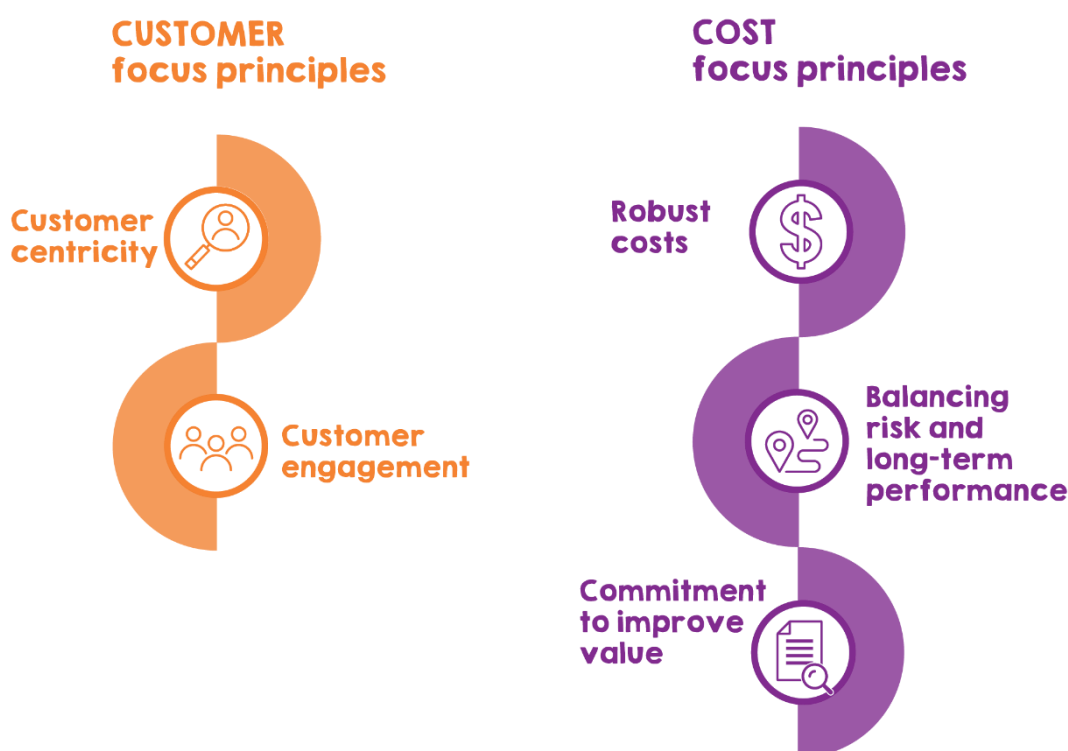 CUSTOMER
focus principles
Customer
centricity
Customer
engagement
COST
focus principles
Robust
costs
Balancing
risk and
long-term
performance
Commitment
to improve
value